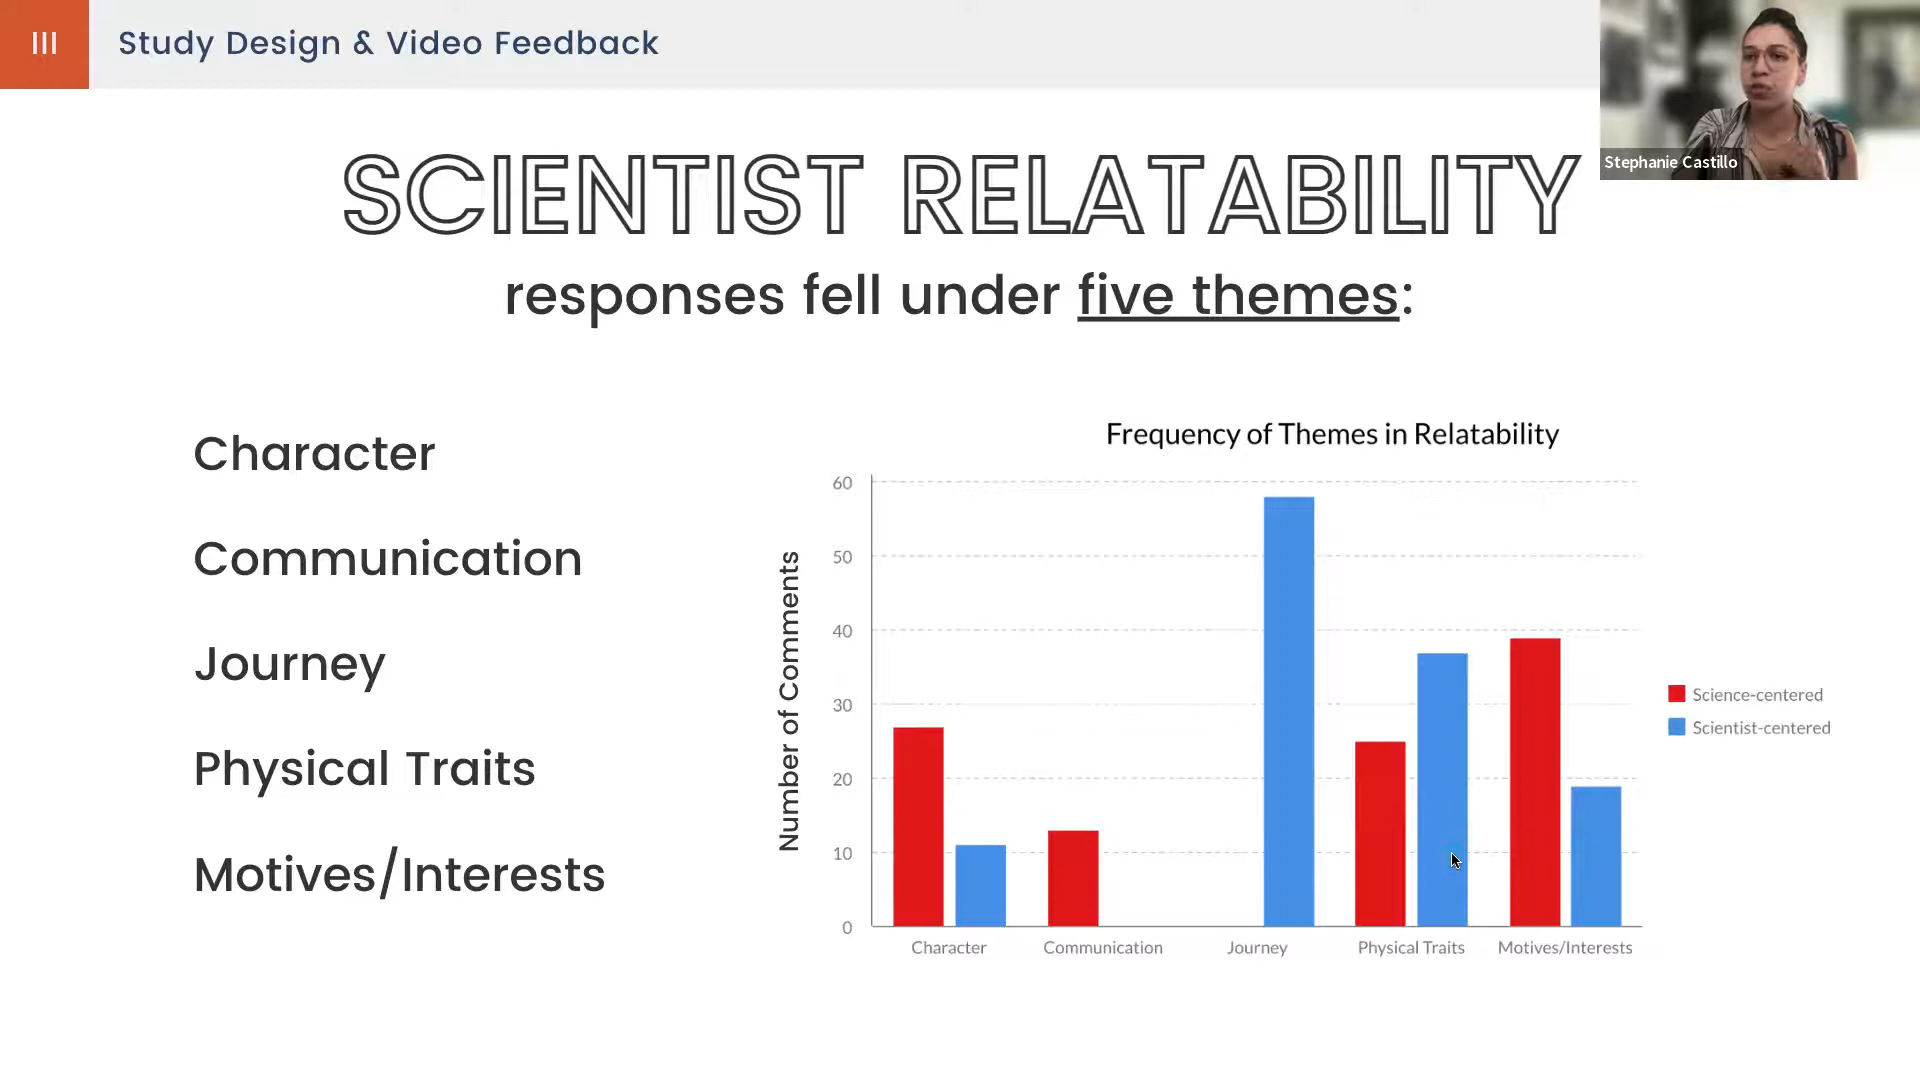 III
Study Design & Video Feedback
Stephanie Castillo
SCIENTIST RELATABILITY
responses fell under five themes:
Character
Communication
Journey
Physical Traits
Motives/Interests
Frequency of Themes in Relatability
Number of Comments
60
50
40
30
20
10
0
Character
Communication
Journey
Physical Traits
Motives/Interests
Science-centered
Scientist-centered